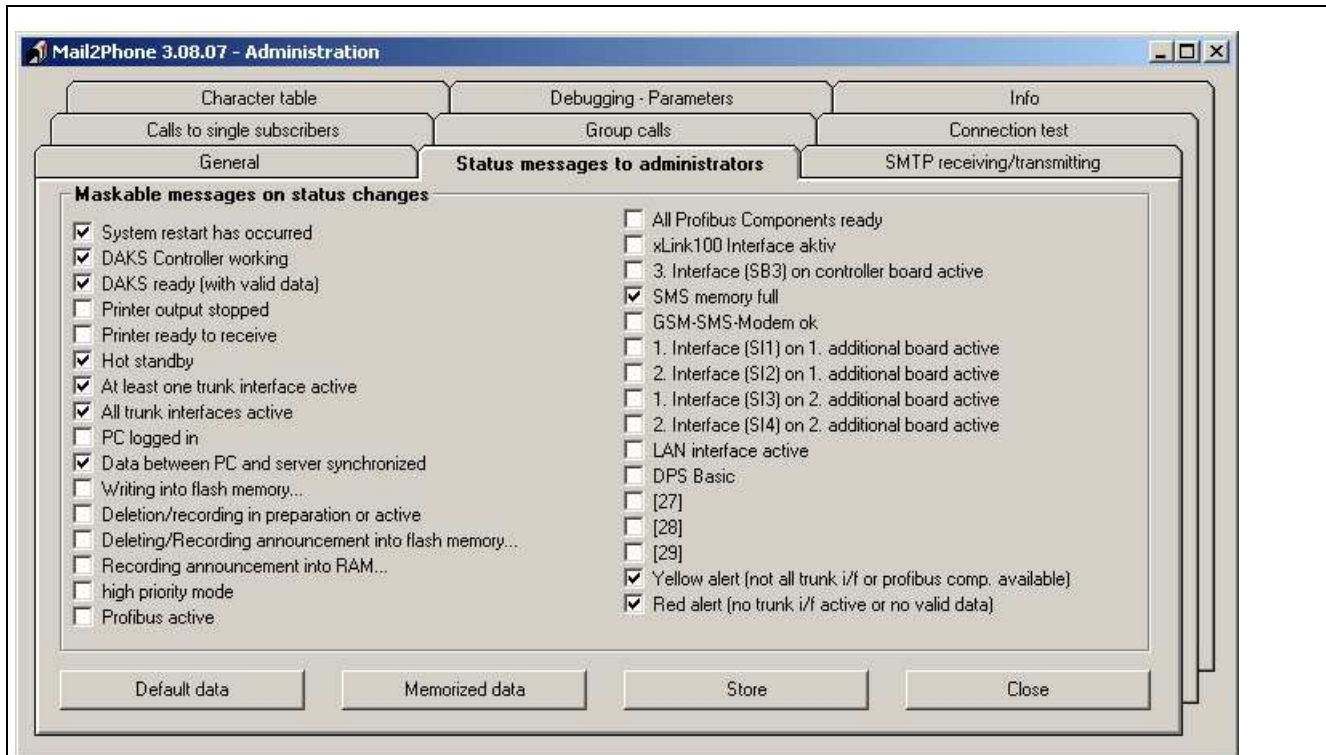 Mail2Phone 3.08.07 - Administration
Character table
Debugging - Parameters
Info
Calls to single subscribers
Group calls
Connection test
General
Status messages to administrators
SMTP receiving/transmitting
Maskable messages on status changes
System restart has occurred
DAKS Controller working
DAKS ready (with valid data)
Printer output stopped
Printer ready to receive
Hot standby
At least one trunk interface active
All trunk interfaces active
PC logged in
Data between PC and server synchronized
Writing into flash memory...
Deletion/recording in preparation or active
Deleting/Recording announcement into flash memory...
Recording announcement into RAM...
high priority mode
Profibus active
All Profibus Components ready
xLink100 Interface aktiv
3. Interface (SB3) on controller board active
SMS memory full
GSM-SMS-Modem ok
1. Interface (SI1) on 1. additional board active
2. Interface (SI2) on 1. additional board active
1. Interface (SI3) on 2. additional board active
2. Interface (SI4) on 2. additional board active
LAN interface active
DPS Basic
[27]
[28]
[29]
Yellow alert (not all trunk i/f or profibus comp. available)
Red alert (no trunk i/f active or no valid data)
Default data
Memorized data
Store
Close